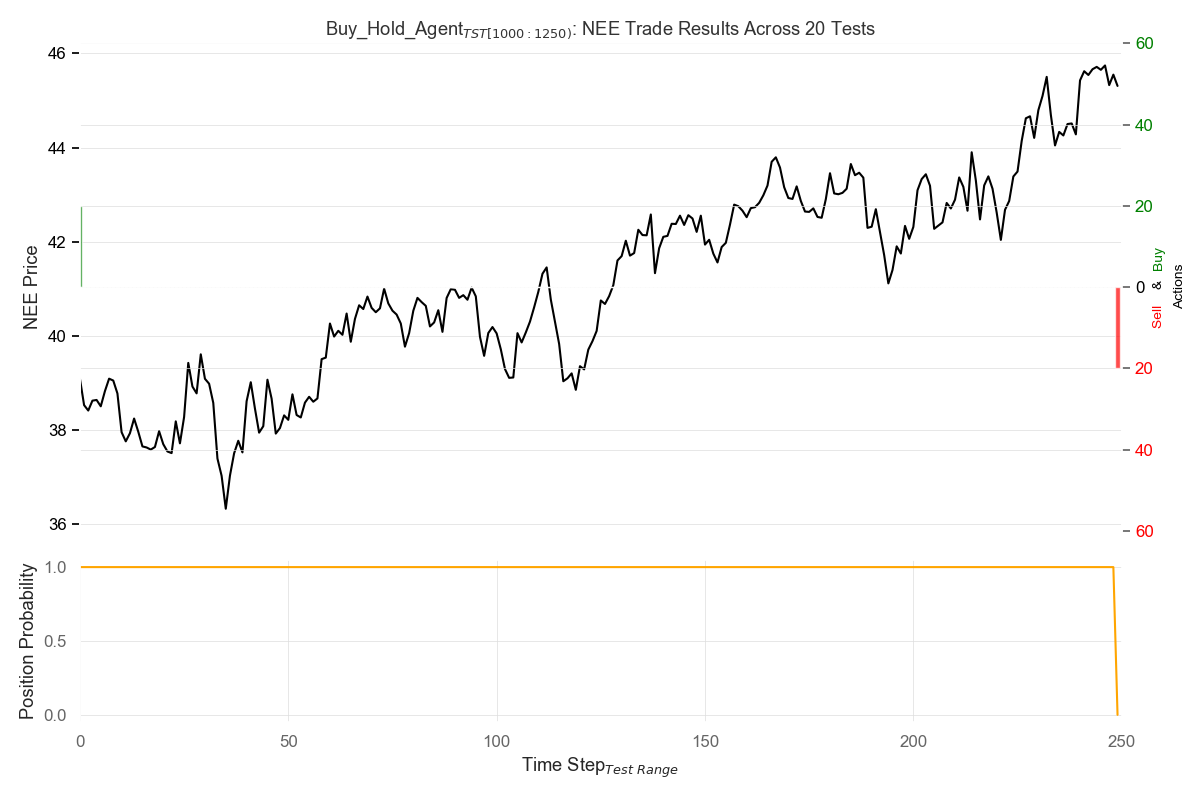 Buy_Hold_Agent TST[1000:1250): NEE Trade Results Across 20 Tests
46
44
42
40
38
36
NEE Price
60
40
20
0
20
40
60
Sell & Buy
Actions
1.0
0.5
0.0
Position Probability
0 50 100 150 200 250
Time Step Test Range